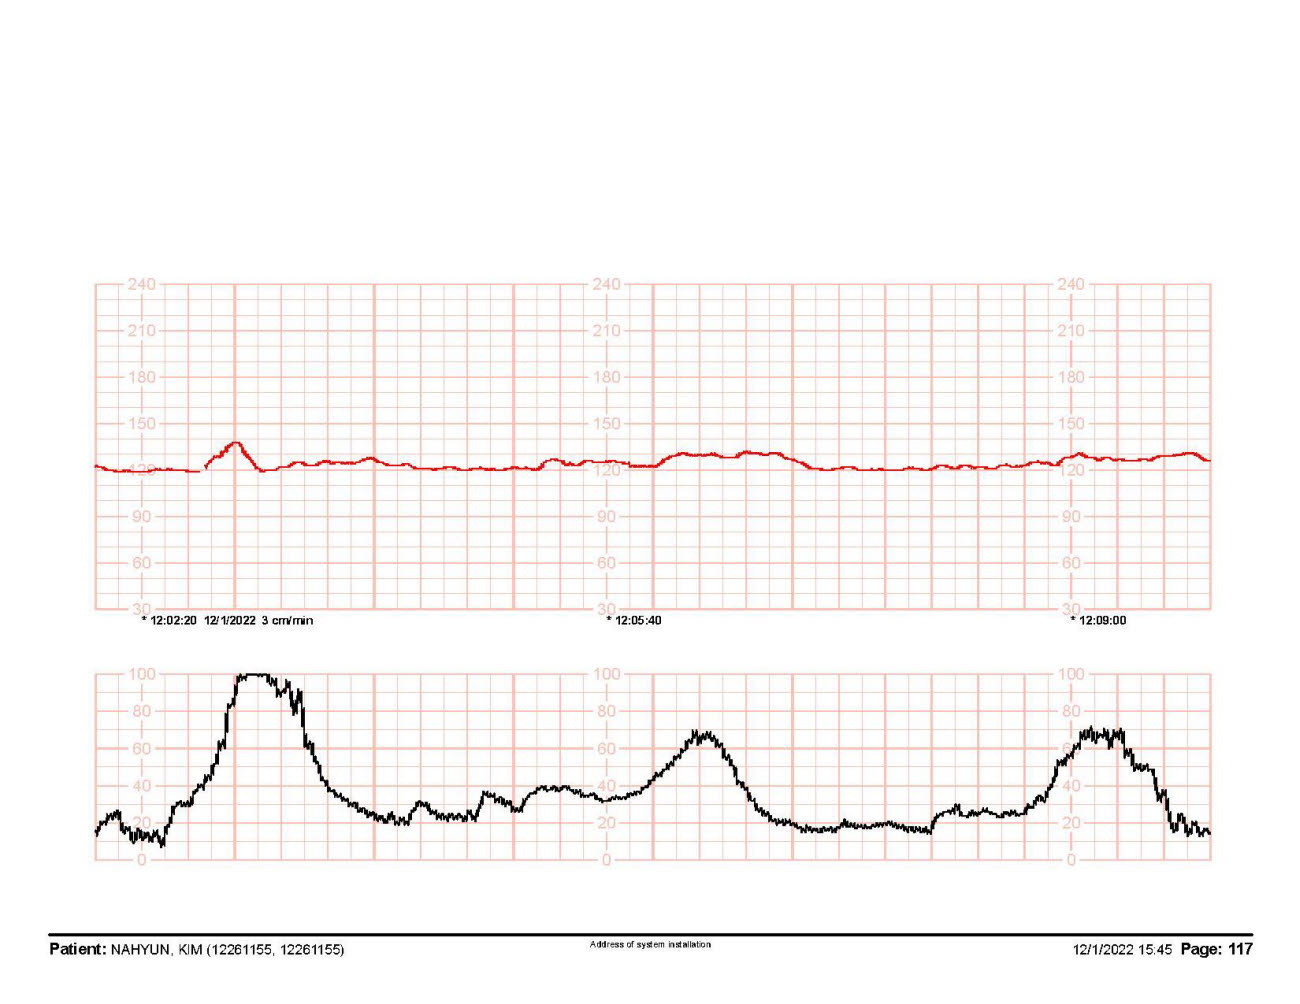 240 240 240
210 210 210
180 180 180
150 150 150
120 120 120
90 90 90
60 60 60
30 30 30
* 12:02:20 12/1/2022 3 cm/min * 12:05:40 * 12:09:00
100 100 100
80 80 80
60 60 60
40 40 40
20 20 20
0 0 0
Patient: NAHYUN, KIM (12261155, 12261155) Address of system installation 12/1/2022 15:45 Page: 117